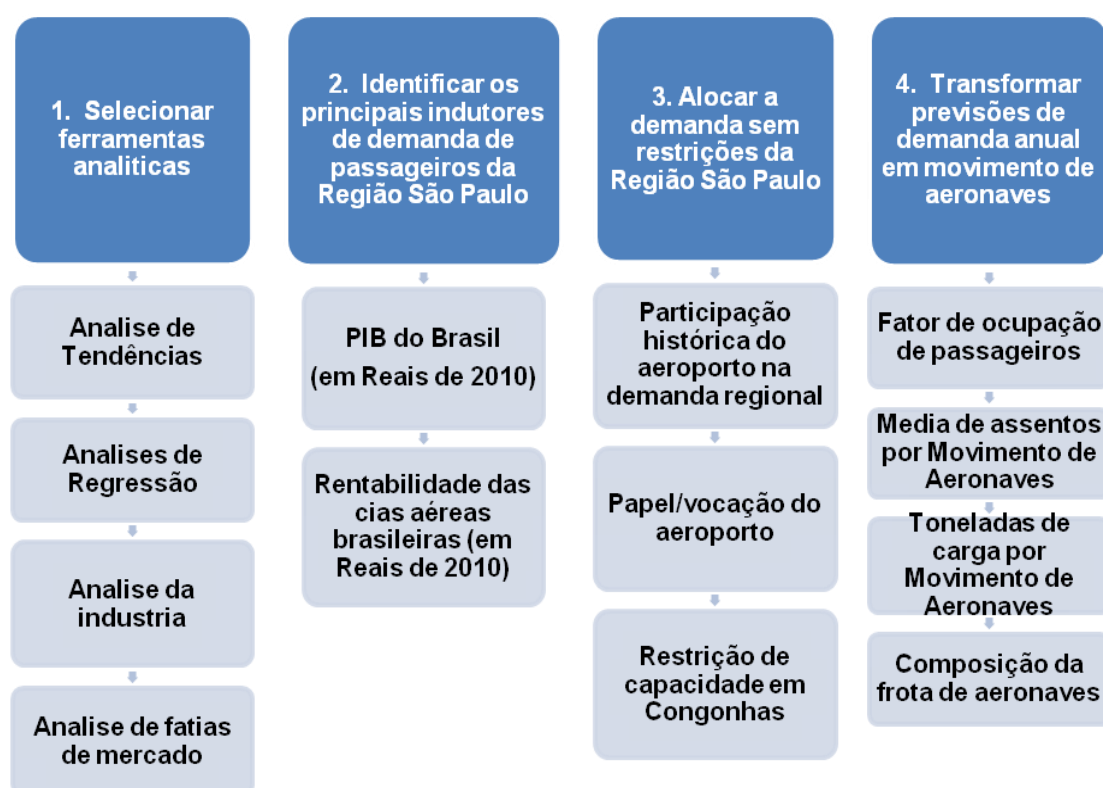 1. Selecionar
ferramentas
analiticas
Analise de
Tendências
Analises de
Regressão
Analise da
industria
Analise de fatias
de mercado
2. Identificar os
principais indutores
de demanda de
passageiros da
Região São Paulo
PIB do Brasil
(em Reais de 2010)
Rentabilidade das
cias aéreas
brasileiras (em
Reais de 2010)
3. Alocar a
demanda sem
restrições da
Região São Paulo
Participação
histórica do
aeroporto na
demanda regional
Papel/vocação do
aeroporto
Restrição de
capacidade em
Congonhas
4. Transformar
previsões de
demanda anual
em movimento de
aeronaves
Fator de ocupação
de passageiros
Media de assentos
por Movimento de
Aeronaves
Toneladas de
carga por
Movimento de
Aeronaves
Composição da
frota de aeronaves